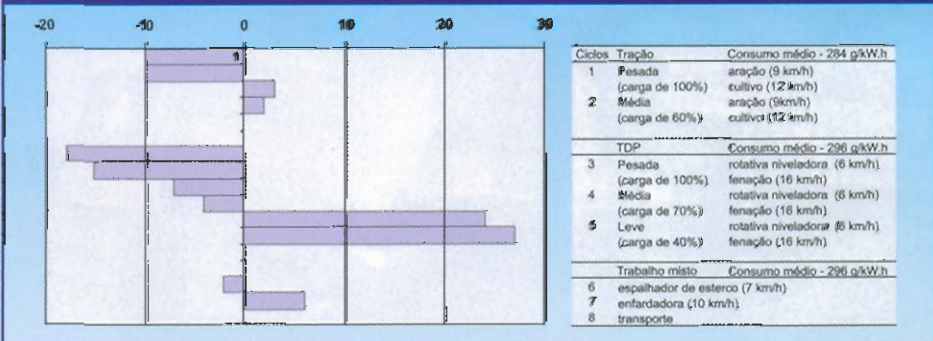 -20 -10 0 10 20 30
Ciclos Tração Consumo médio - 284 g/kW.h
1 Pesada aração (9 km/h)
(carga de 100%) cultivo (12 km/h)
2 Média aração (9km/h)
(carga de 60%) cultivo (12 km/h)
TDP Consumo médio - 296 g/kW.h
3 Pesada rotativa niveladora (6 km/h)
(carga de 100%) fenação (16 km/h)
4 Média rotativa niveladora (6 km/h)
(carga de 70%) fenação (16 km/h)
5 Leve rotativa niveladora (6 km/h)
(carga de 40%) fenação (16 km/h)
Trabalho misto Consumo médio - 296 g/kW.h
6 espalhador de esterco (7 km/h)
7 enfardadora (10 km/h)
8 transporte